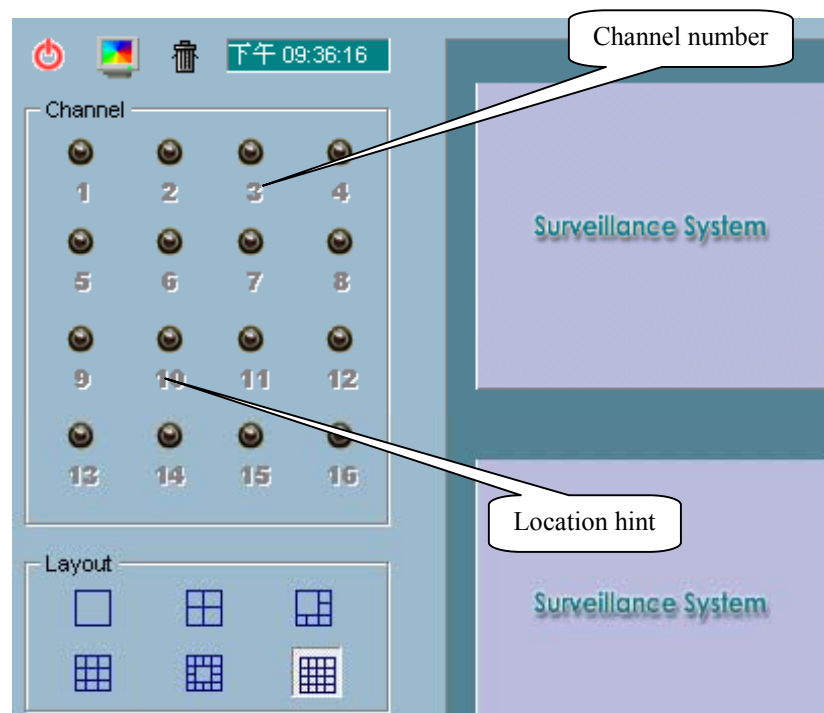 Channel number
下午 09:36:16
Channel
1 2 3 4
5 6 7 8
9 10 11 12
13 14 15 16
Surveillance System
Location hint
Layout
Surveillance System